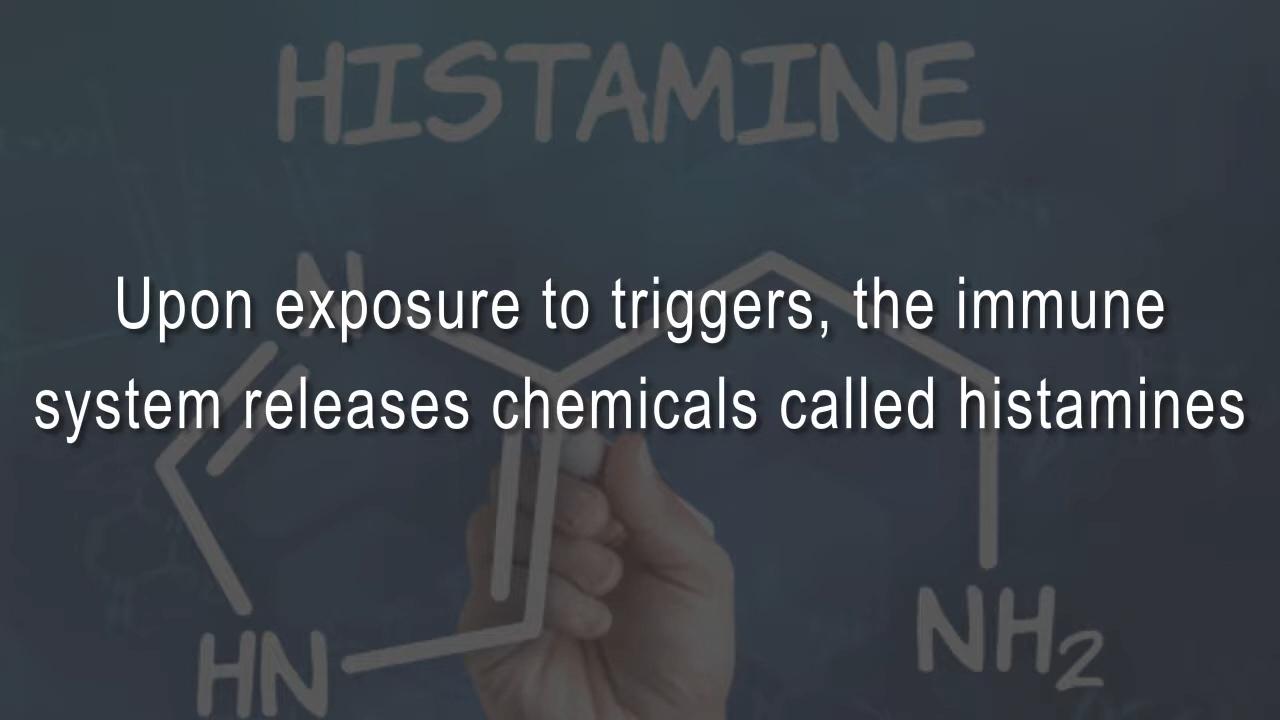 HISTAMINE
N
Upon exposure to triggers, the immune
system releases chemicals called histamines
HN
NH₂